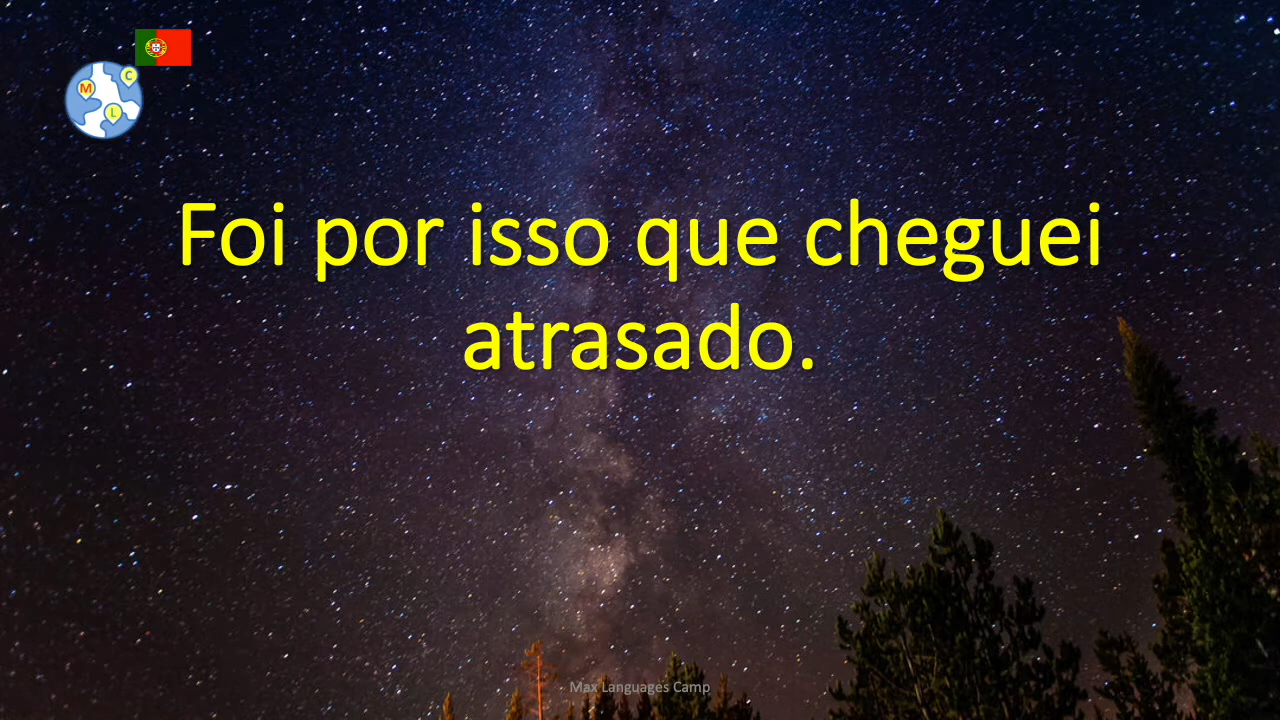 C
M
L
Foi por isso que cheguei
atrasado.
Max Languages Camp